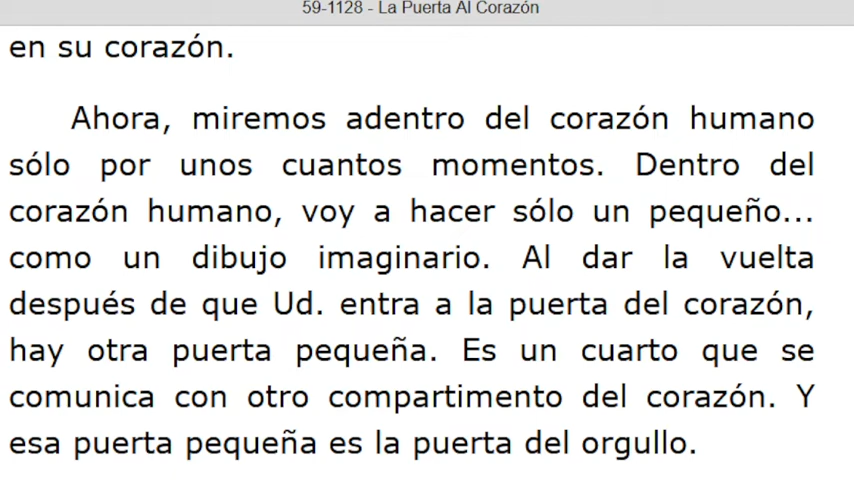 59-1128 - La Puerta Al Corazón
en su corazón.
Ahora, miremos adentro del corazón humano
sólo por unos cuantos momentos. Dentro del
corazón humano, voy a hacer sólo un pequeño...
como un dibujo imaginario. Al dar la vuelta
después de que Ud. entra a la puerta del corazón,
hay otra puerta pequeña. Es un cuarto que se
comunica con otro compartimento del corazón. Y
esa puerta pequeña es la puerta del orgullo.